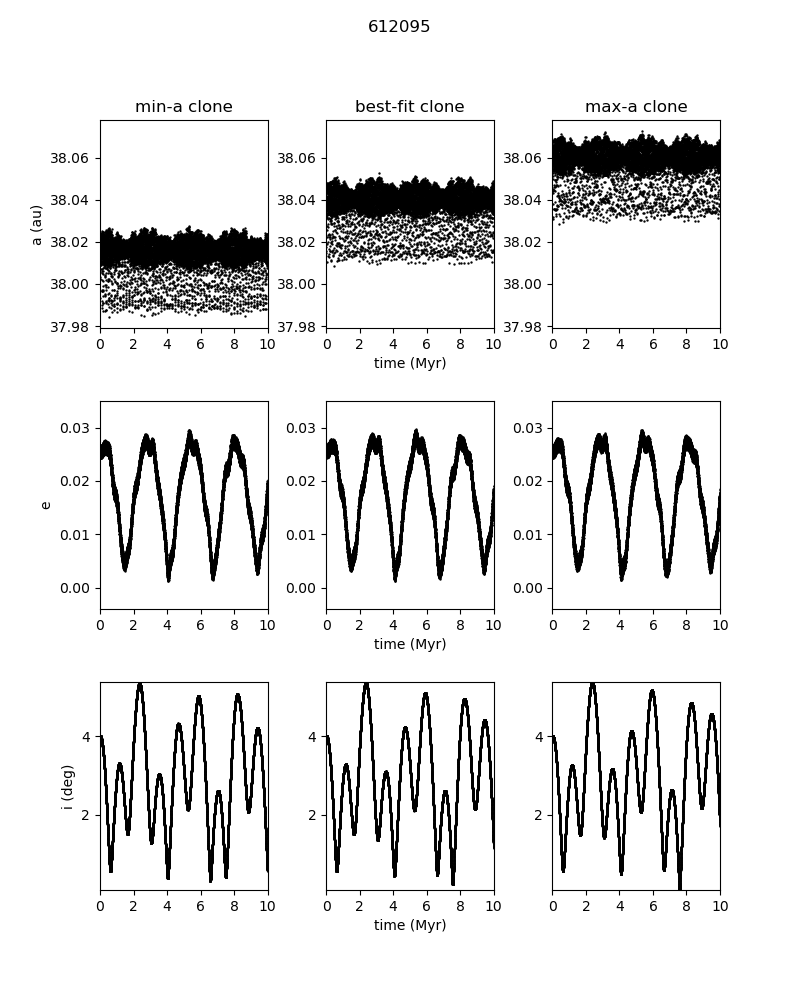 612095
min-a clone best-fit clone max-a clone
a (au)
38.06 38.06 38.06
38.04 38.04 38.04
38.02 38.02 38.02
38.00 38.00 38.00
37.98 37.98 37.98
0 2 4 6 8 10 0 2 4 6 8 10 0 2 4 6 8 10
time (Myr)
e
0.03 0.03 0.03
0.02 0.02 0.02
0.01 0.01 0.01
0.00 0.00 0.00
0 2 4 6 8 10 0 2 4 6 8 10 0 2 4 6 8 10
time (Myr)
i (deg)
4 4 4
2 2 2
0 2 4 6 8 10 0 2 4 6 8 10 0 2 4 6 8 10
time (Myr)